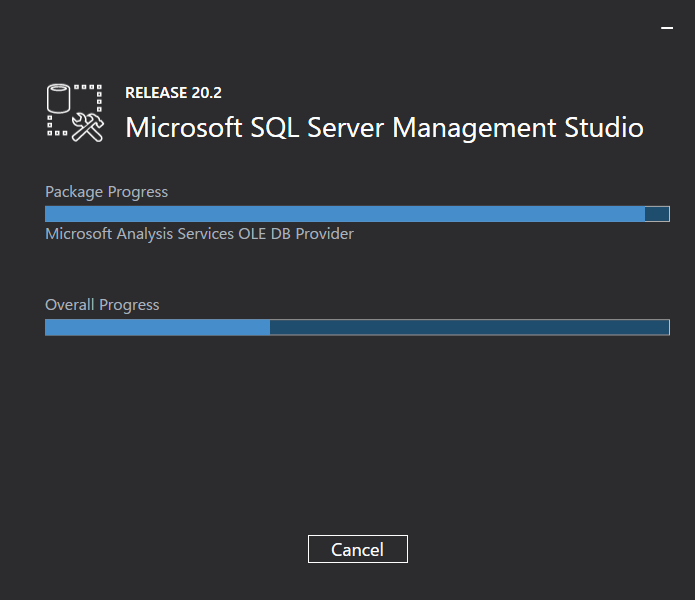 RELEASE 20.2
Microsoft SQL Server Management Studio
Package Progress
Microsoft Analysis Services OLE DB Provider
Overall Progress
Cancel